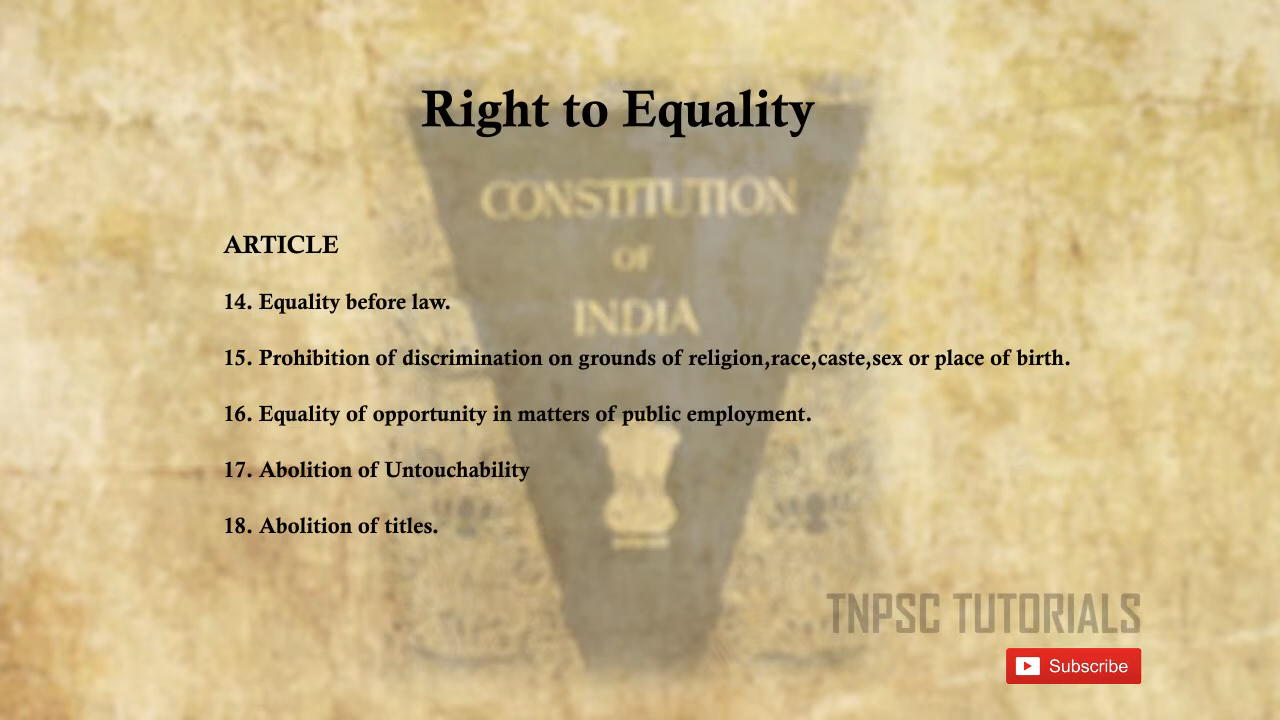 Right to Equality
CONSTITUTION
of
INDIA
ARTICLE
14. Equality before law.
15. Prohibition of discrimination on grounds of religion,race,caste,sex or place of birth.
16. Equality of opportunity in matters of public employment.
17. Abolition of Untouchability
18. Abolition of titles.
TNPSC TUTORIALS
Subscribe